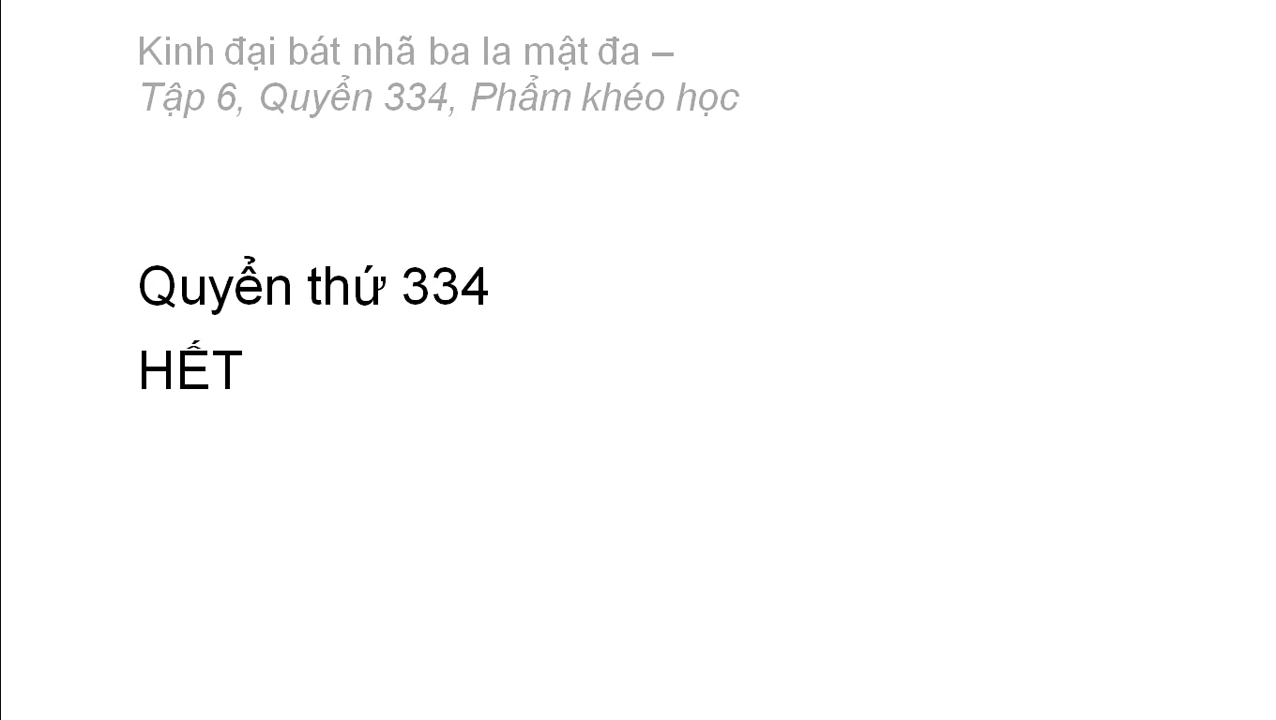 Kinh đại bát nhã ba la mật đa –
Tập 6, Quyển 334, Phẩm khéo học
Quyển thứ 334
HẾT